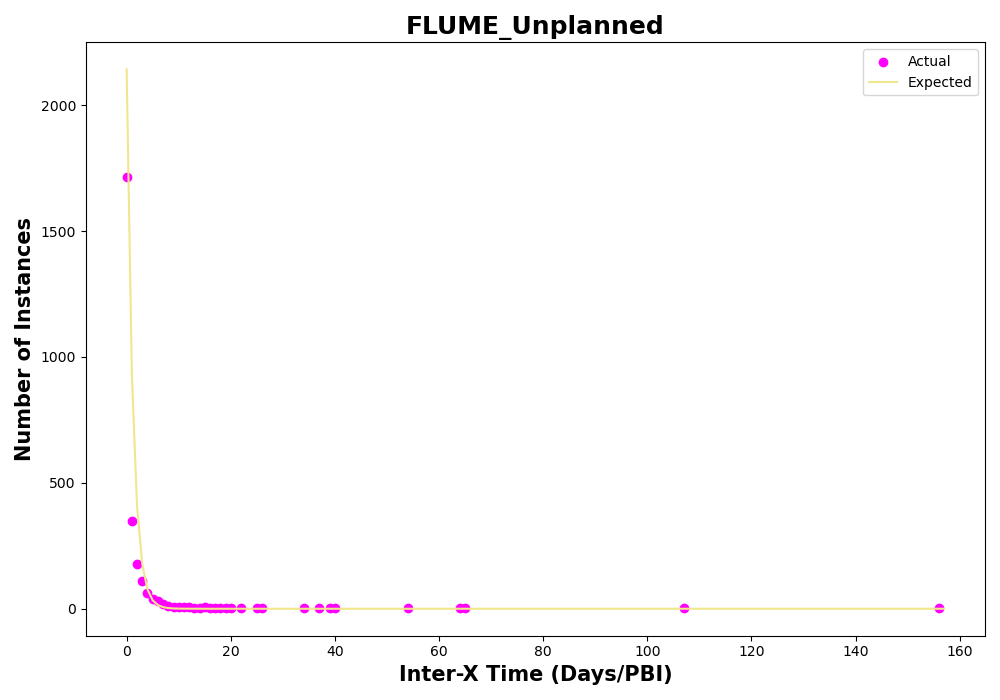 FLUME_Unplanned
Actual
Expected
Number of Instances
2000
1500
1000
500
0
0 20 40 60 80 100 120 140 160
Inter-X Time (Days/PBI)